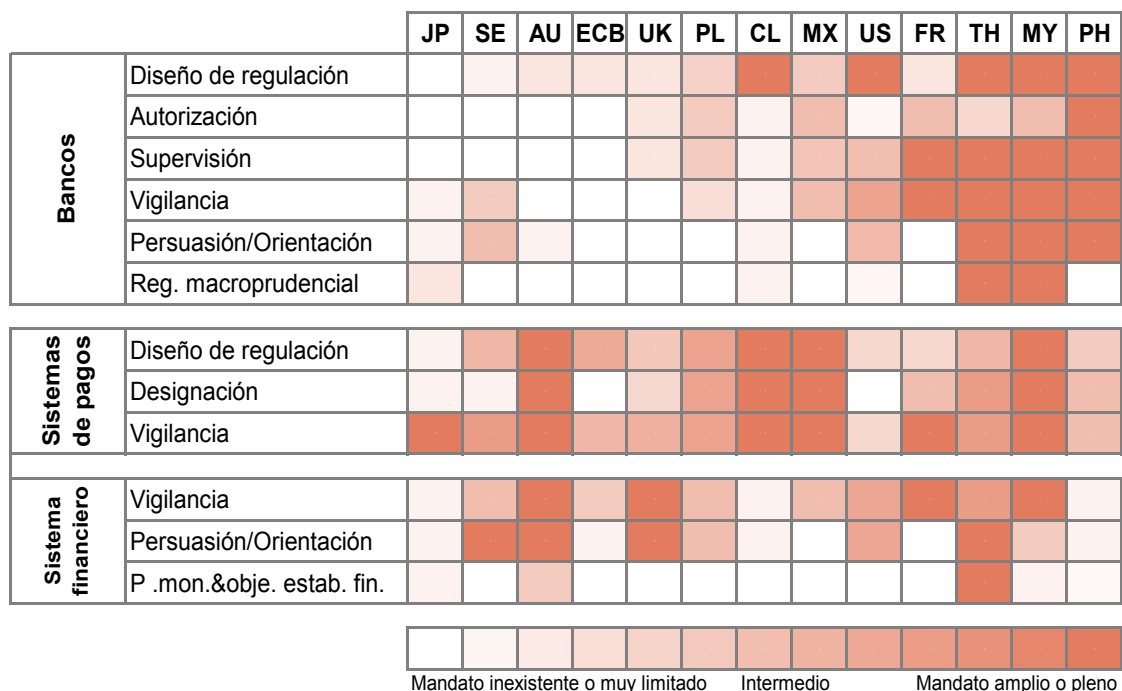 JP SE AU ECB UK PL CL MX US FR TH MY PH
Bancos
Diseño de regulación
Autorización
Supervisión
Vigilancia
Persuasión/Orientación
Reg. macroprudencial
Sistemas
de pagos
Diseño de regulación
Designación
Vigilancia
Sistema
financiero
Vigilancia
Persuasión/Orientación
P .mon.&obje. estab. fin.
Mandato inexistente o muy limitado Intermedio Mandato amplio o pleno